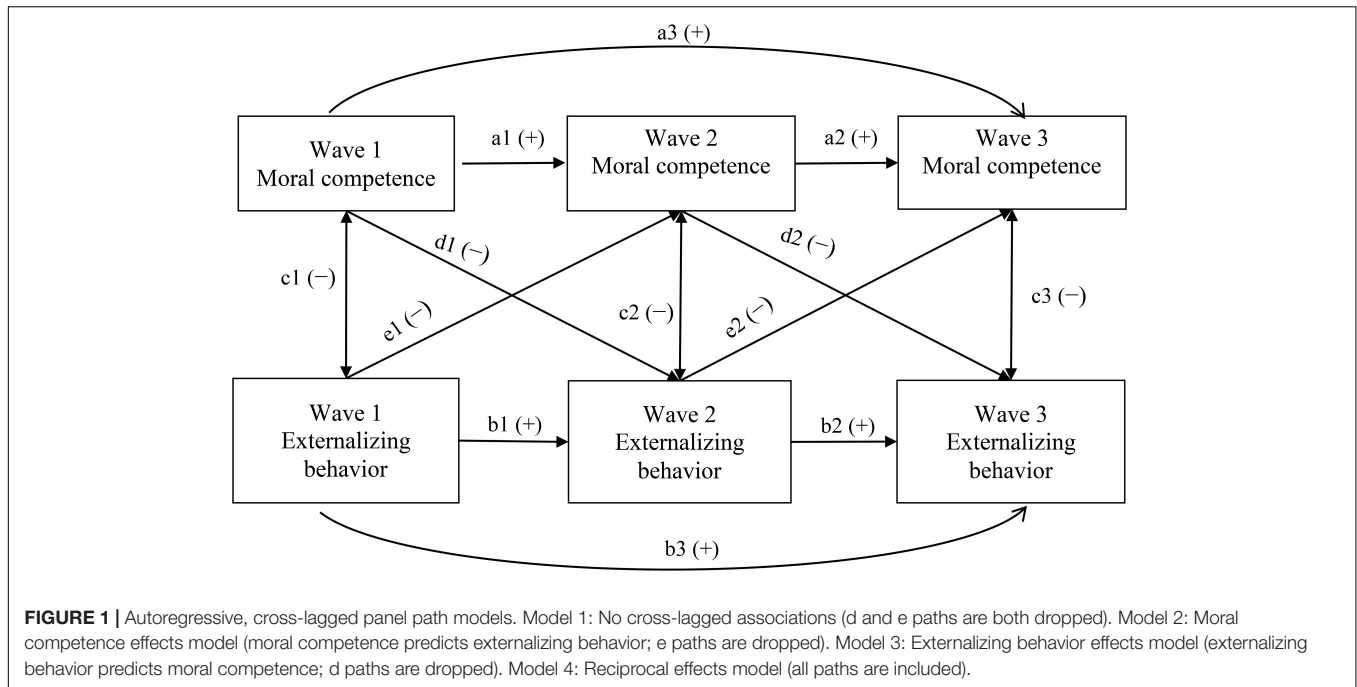 a3 (+)
Wave 1
Moral competence
a1 (+)
Wave 2
Moral competence
a2 (+)
Wave 3
Moral competence
c1 (−)
d1 (−)
e1 (−)
c2 (−)
d2 (−)
e2 (−)
c3 (−)
Wave 1
Externalizing
behavior
b1 (+)
Wave 2
Externalizing
behavior
b2 (+)
Wave 3
Externalizing
behavior
b3 (+)
FIGURE 1 | Autoregressive, cross-lagged panel path models. Model 1: No cross-lagged associations (d and e paths are both dropped). Model 2: Moral
competence effects model (moral competence predicts externalizing behavior; e paths are dropped). Model 3: Externalizing behavior effects model (externalizing
behavior predicts moral competence; d paths are dropped). Model 4: Reciprocal effects model (all paths are included).